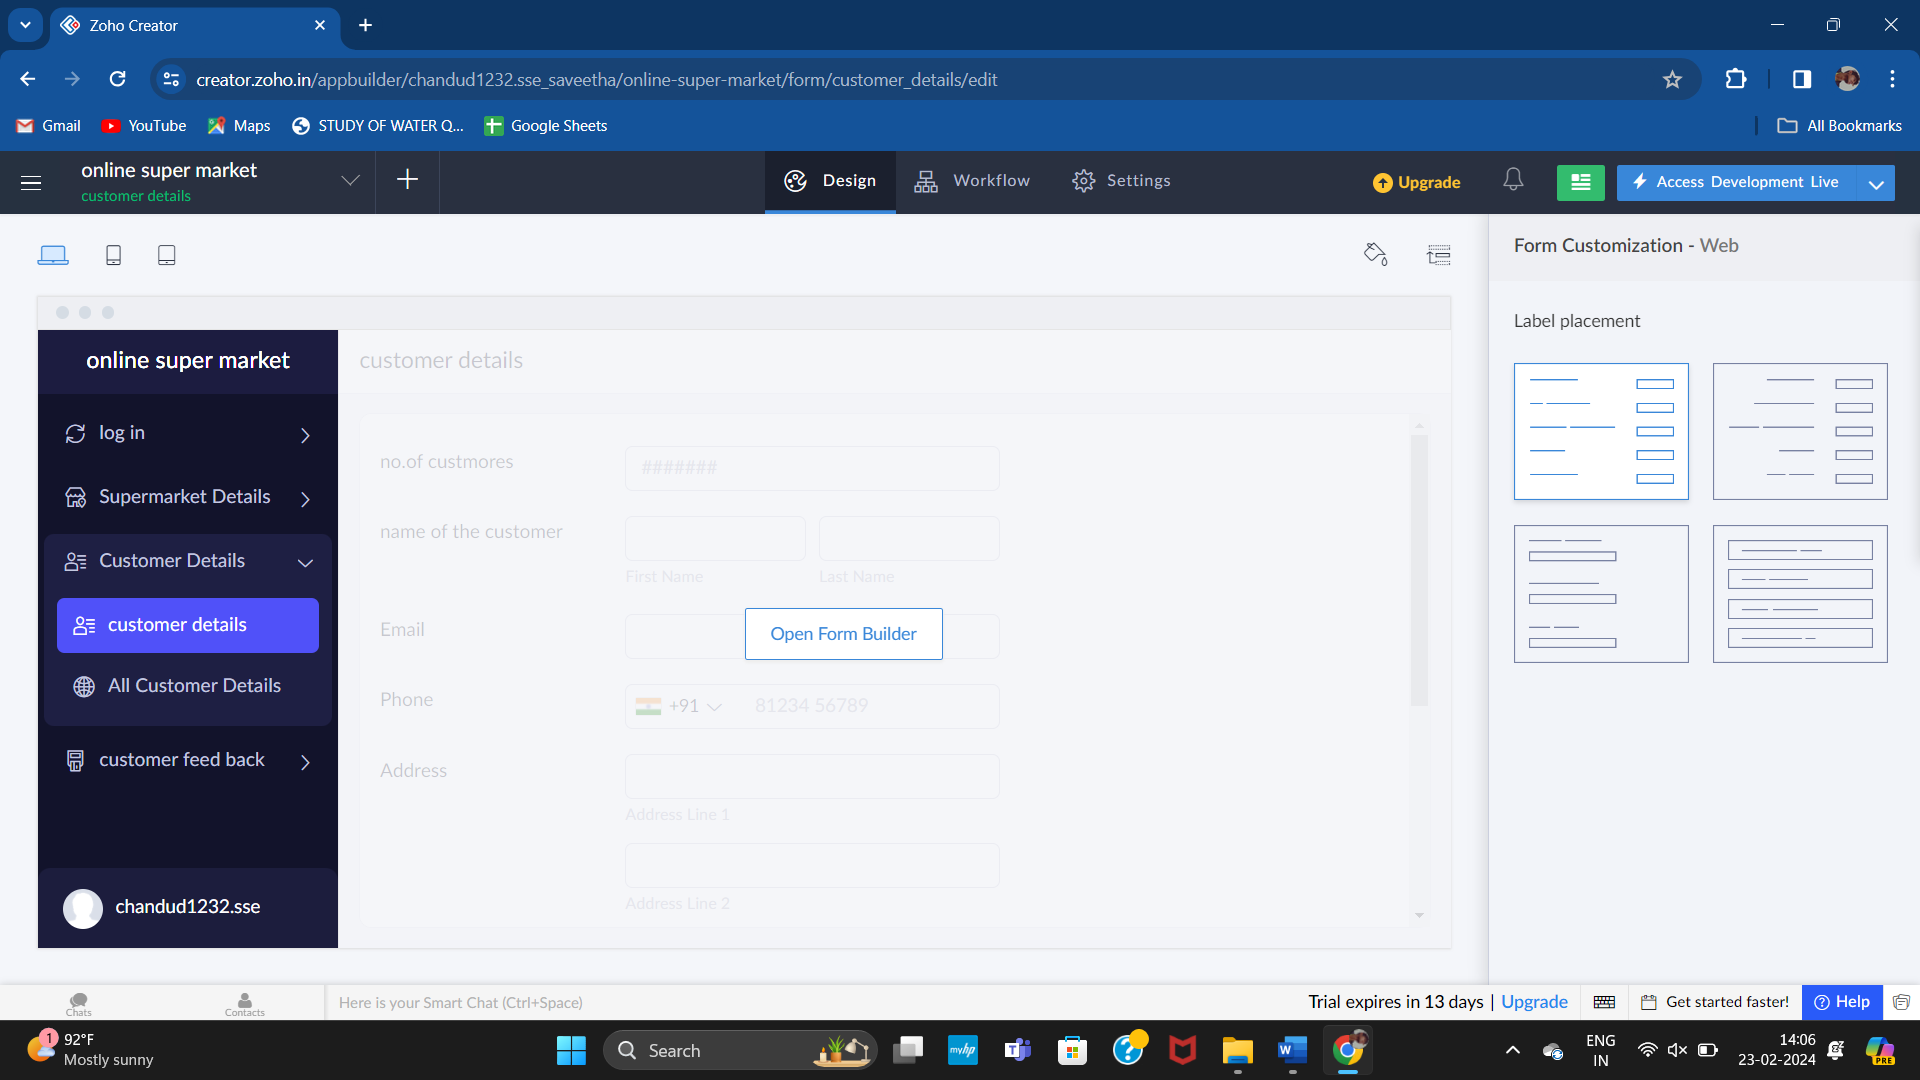 Zoho Creator
creator.zoho.in/appbuilder/chandud1232.sse_saveetha/online-super-market/form/customer_details/edit
Gmail YouTube Maps STUDY OF WATER Q... Google Sheets All Bookmarks
online super market
customer details
Design Workflow Settings Upgrade Access Development Live
Form Customization - Web
Label placement
online super market
log in
Supermarket Details
Customer Details
customer details
All Customer Details
customer feed back
chandud1232.sse
customer details
no.of custmores #######
name of the customer
First Name Last Name
Email
Open Form Builder
Phone +91 81234 56789
Address
Address Line 1
Address Line 2
Chats Contacts Here is your Smart Chat (Ctrl+Space) Trial expires in 13 days | Upgrade Get started faster! Help
1 92°F
Mostly sunny
Search
myhp
T
W
PRE
ENG
IN
14:06
23-02-2024